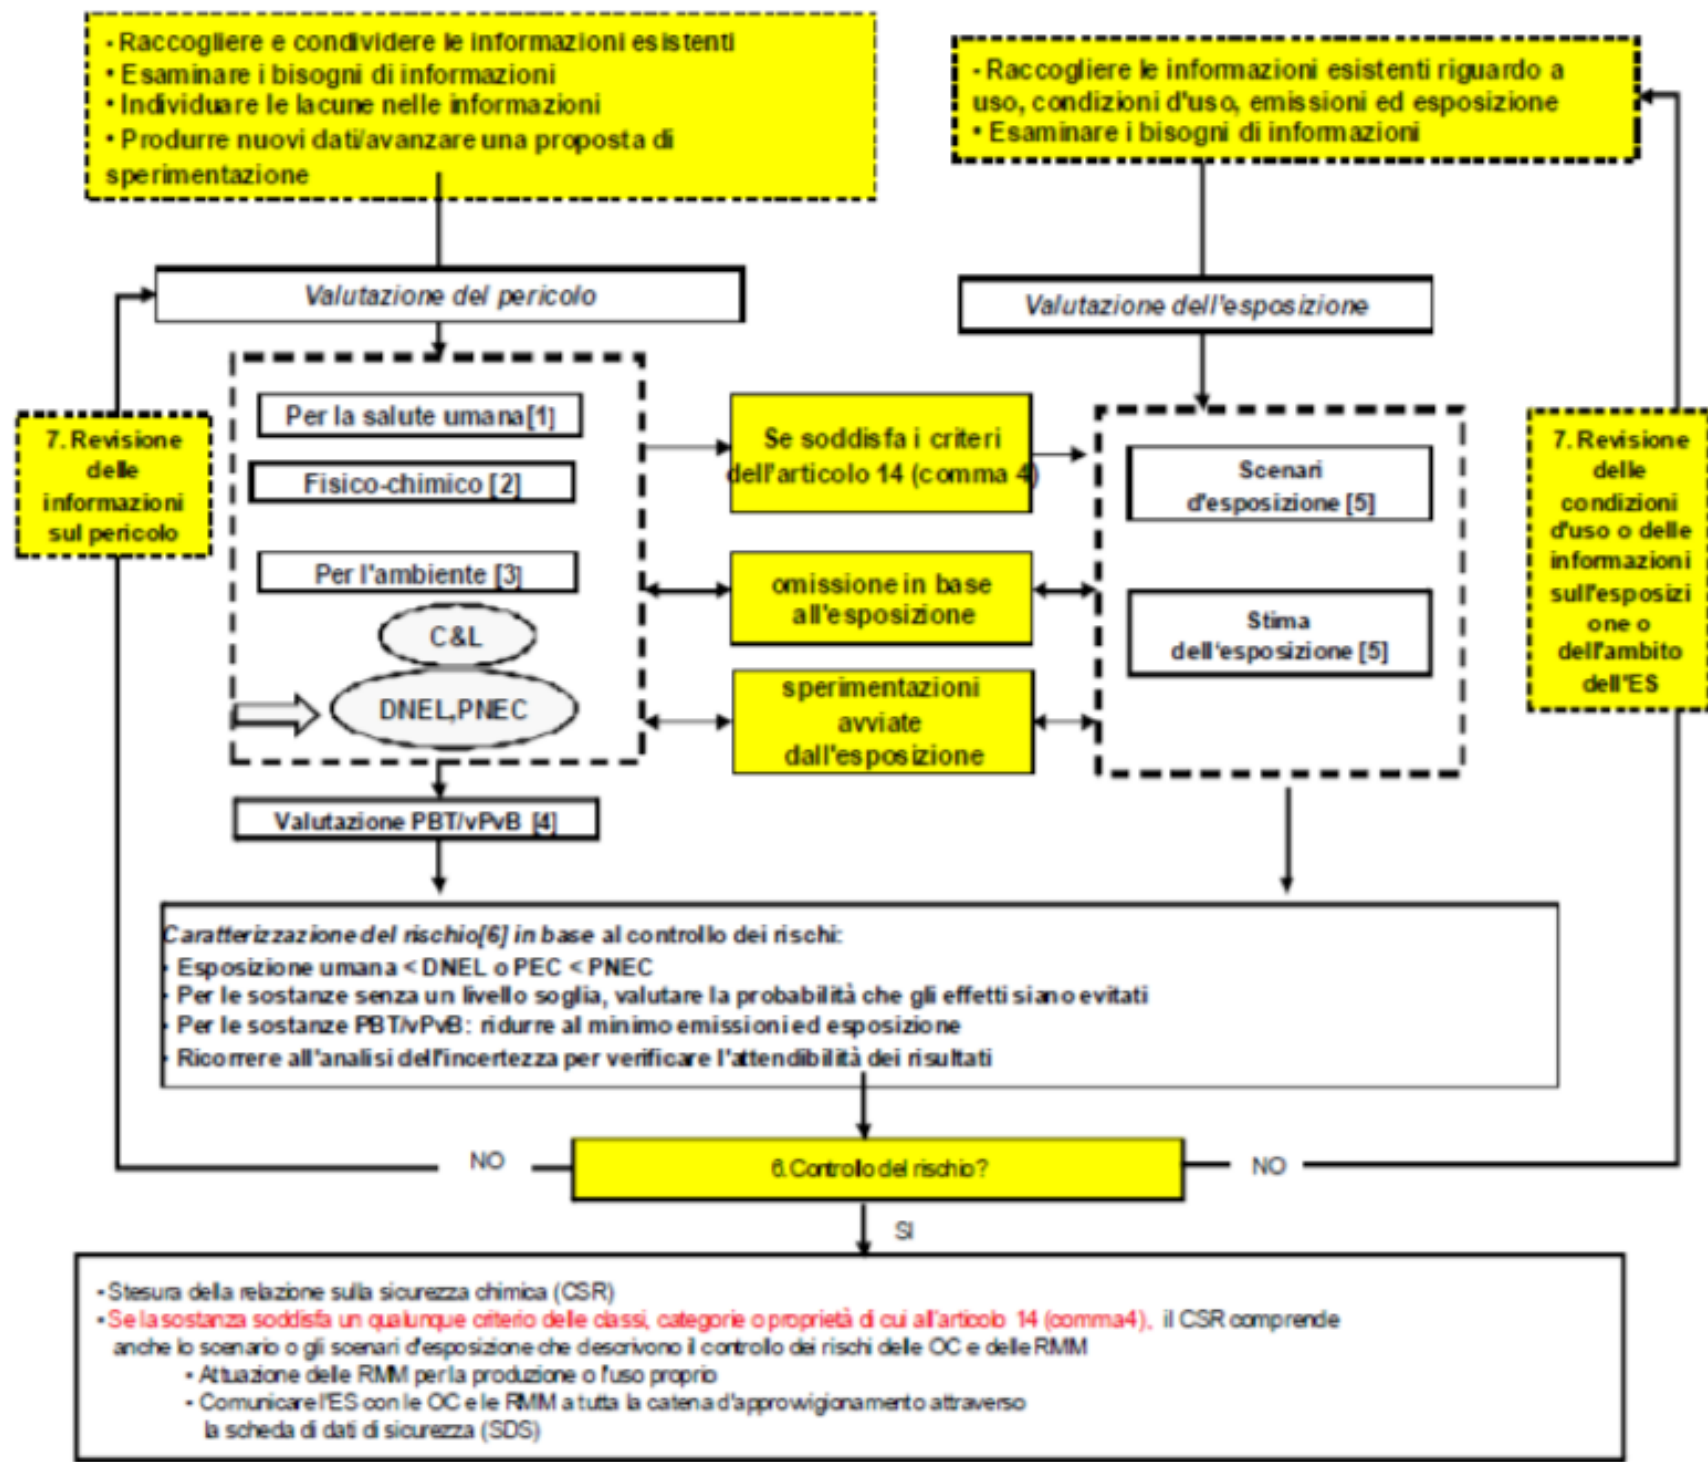 - Raccogliere e condividere le informazioni esistenti
• Esaminare i bisogni di informazioni
• Individuare le lacune nelle informazioni
• Produrre nuovi dati/avanzare una proposta di
sperimentazione
- Raccogliere le informazioni esistenti riguardo a
uso, condizioni d'uso, emissioni ed esposizione
• Esaminare i bisogni di informazioni
Valutazione del pericolo
Valutazione dell'esposizione
7. Revisione
delle
informazioni
sul pericolo
Per la salute umana[1]
Fisico-chimico [2]
Per l'ambiente [3]
C&L
DNEL,PNEC
Se soddisfa i criteri
dell'articolo 14 (comma 4)
omissione in base
all'esposizione
sperimentazioni
avviate
dall'esposizione
Scenari
d'esposizione [5]
Stima
dell'esposizione [5]
7. Revisione
delle
condizioni
d'uso o delle
informazioni
sull'esposizi
one o
dell'ambito
dell'ES
Valutazione PBT/vPvB [4]
Caratterizzazione del rischio[6] in base al controllo dei rischi:
• Esposizione umana < DNEL o PEC < PNEC
• Per le sostanze senza un livello soglia, valutare la probabilità che gli effetti siano evitati
• Per le sostanze PBT/vPvB: ridurre al minimo emissioni ed esposizione
• Ricorrere all'analisi dell'incertezza per verificare l'attendibilità dei risultati
NO
6.Controllo del rischio?
NO
SI
- Stesura della relazione sulla sicurezza chimica (CSR)
- Se la sostanza soddisfa un qualunque criterio delle classi, categorie o proprietà di cui all'articolo 14 (comma4), il CSR comprende
anche lo scenario o gli scenari d'esposizione che descrivono il controllo dei rischi delle OC e delle RMM
- Attuazione delle RMM per la produzione o l'uso proprio
- Comunicare l'ES con le OC e le RMM a tutta la catena d'approvvigionamento attraverso
la scheda di dati di sicurezza (SDS)